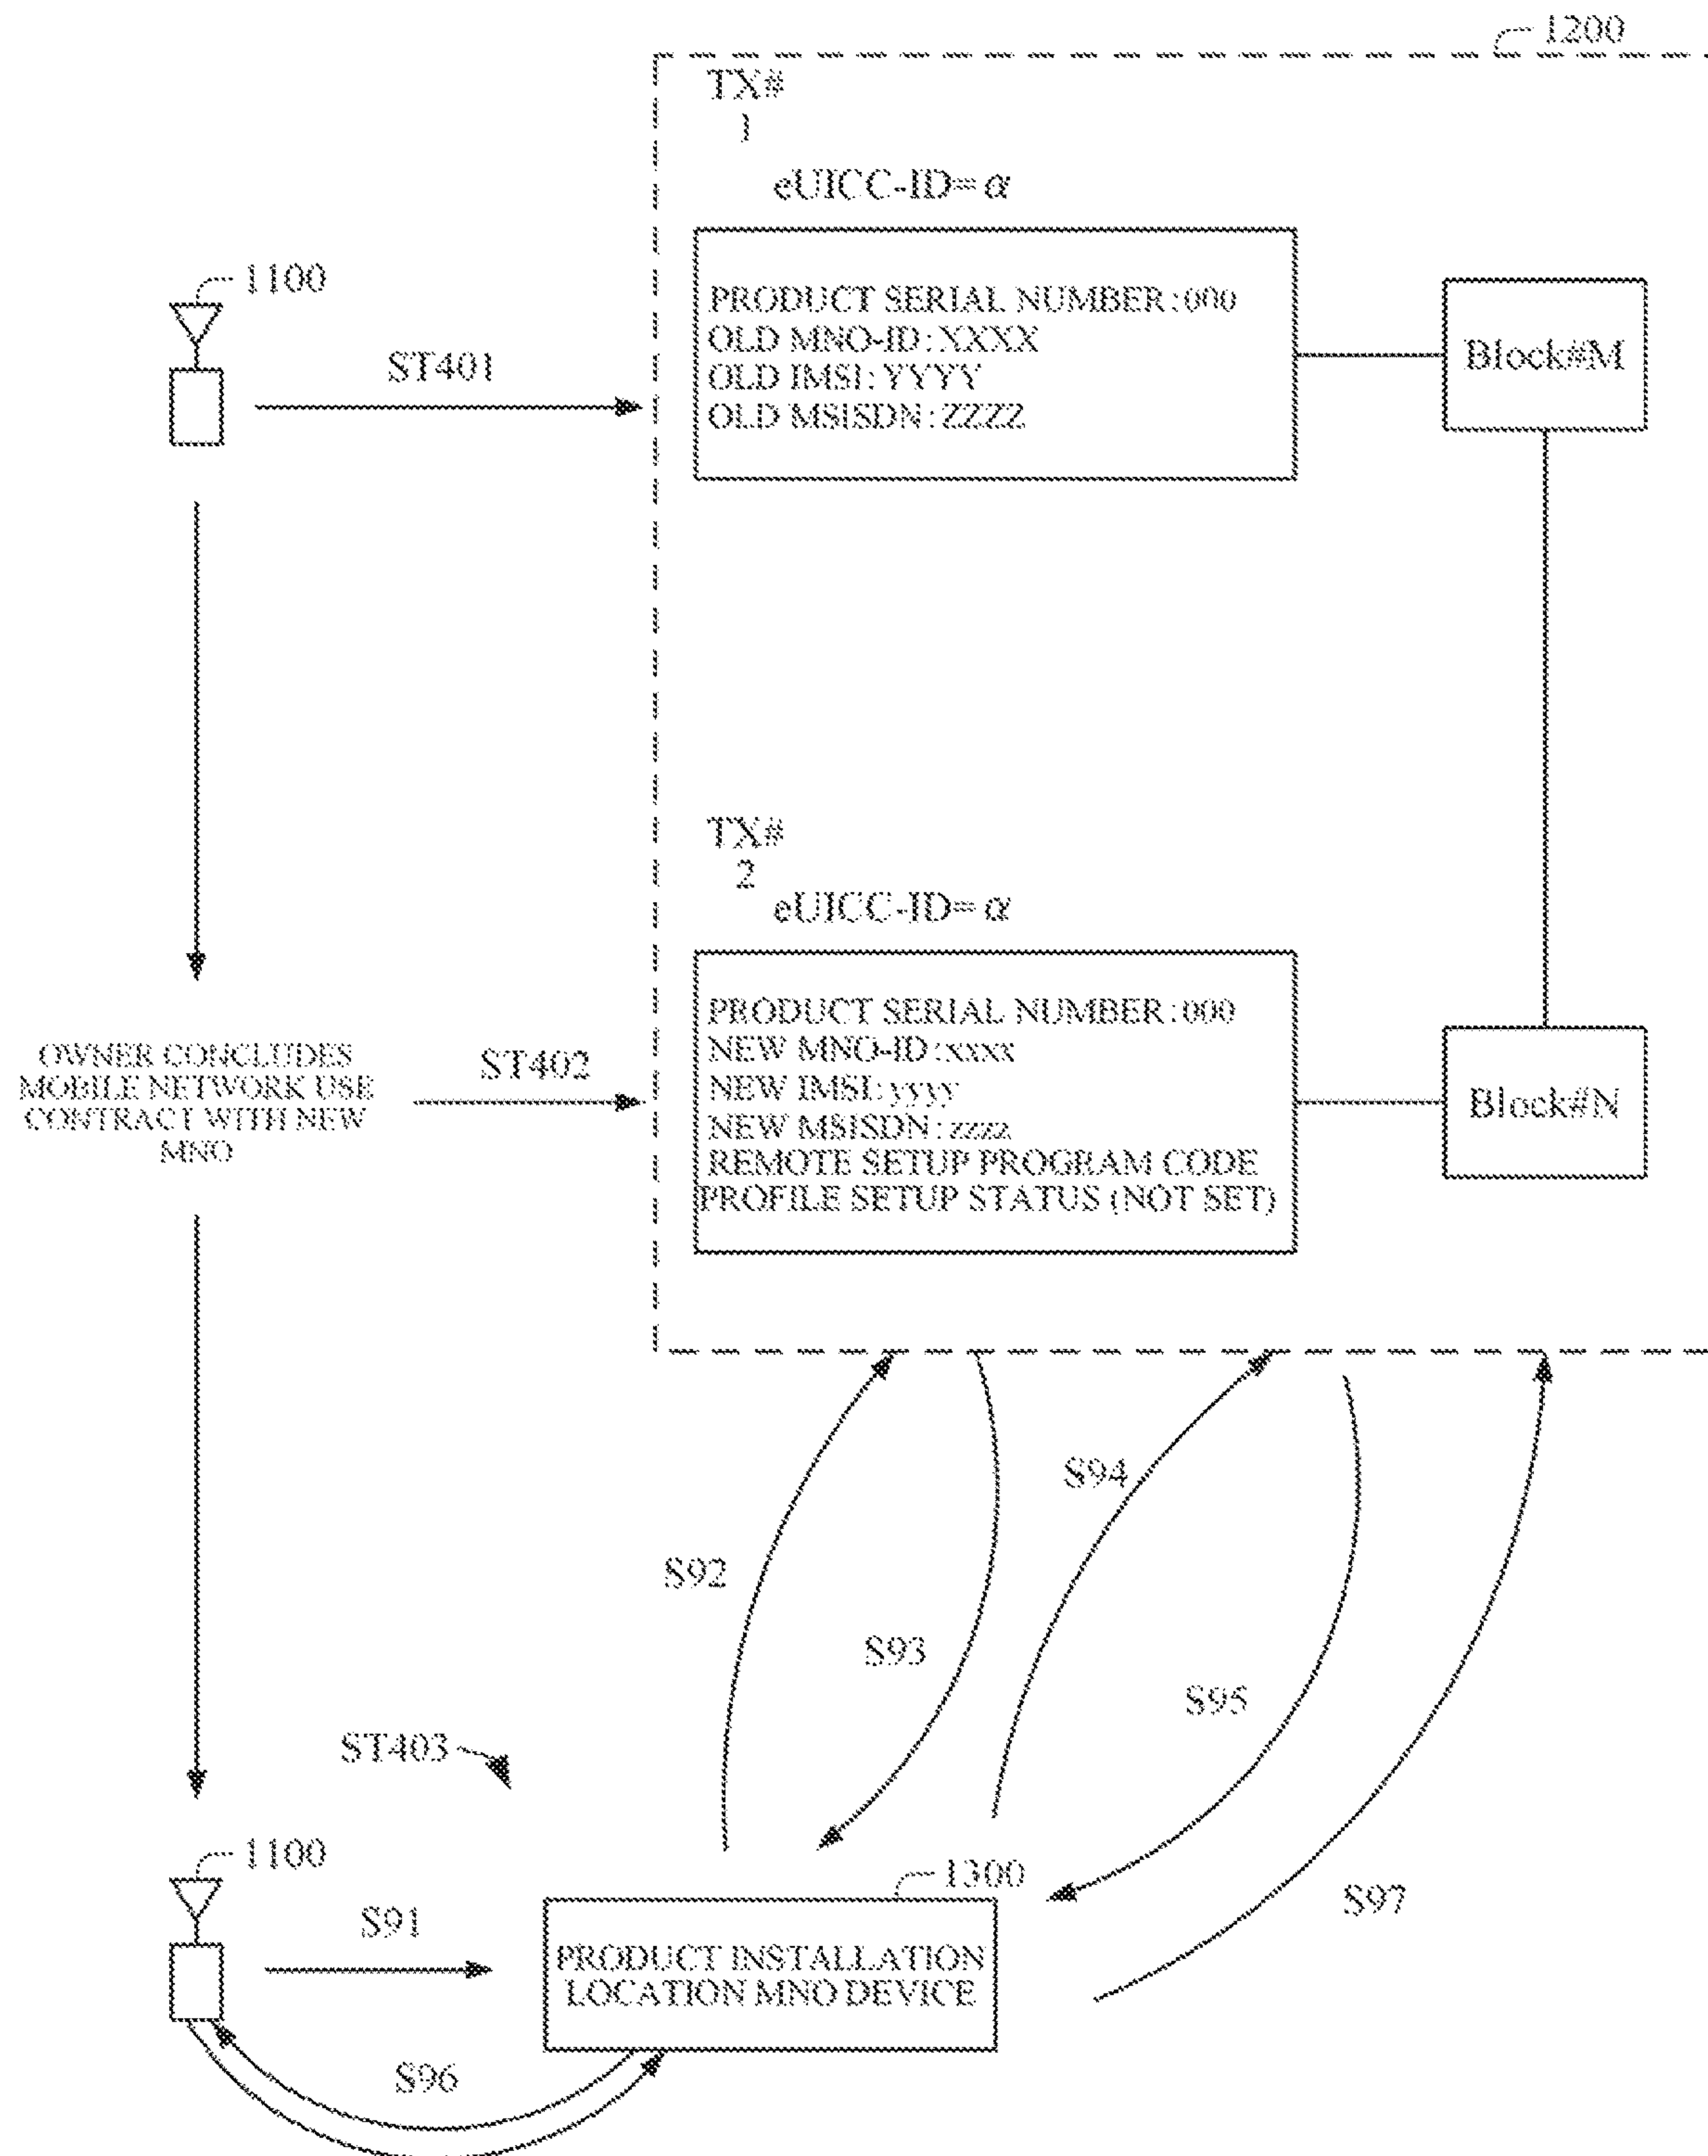 1200
TX#
1
eUICC-ID=α
1100
PRODUCT SERIAL NUMBER:000
OLD MNO-ID:XXXX
OLD IMSI:YYYY
OLD MSISDN:ZZZZ
Block#M
ST401
TX#
2
eUICC-ID=α
OWNER CONCLUDES
MOBILE NETWORK USE
CONTRACT WITH NEW
MNO
ST402
PRODUCT SERIAL NUMBER:000
NEW MNO-ID:xxxx
NEW IMSI:yyyy
NEW MSISDN:zzzz
REMOTE SETUP PROGRAM CODE
PROFILE SETUP STATUS (NOT SET)
Block#N
S92
S93
S94
S95
S97
ST403
1100
S91
1300
PRODUCT INSTALLATION
LOCATION MNO DEVICE
S96